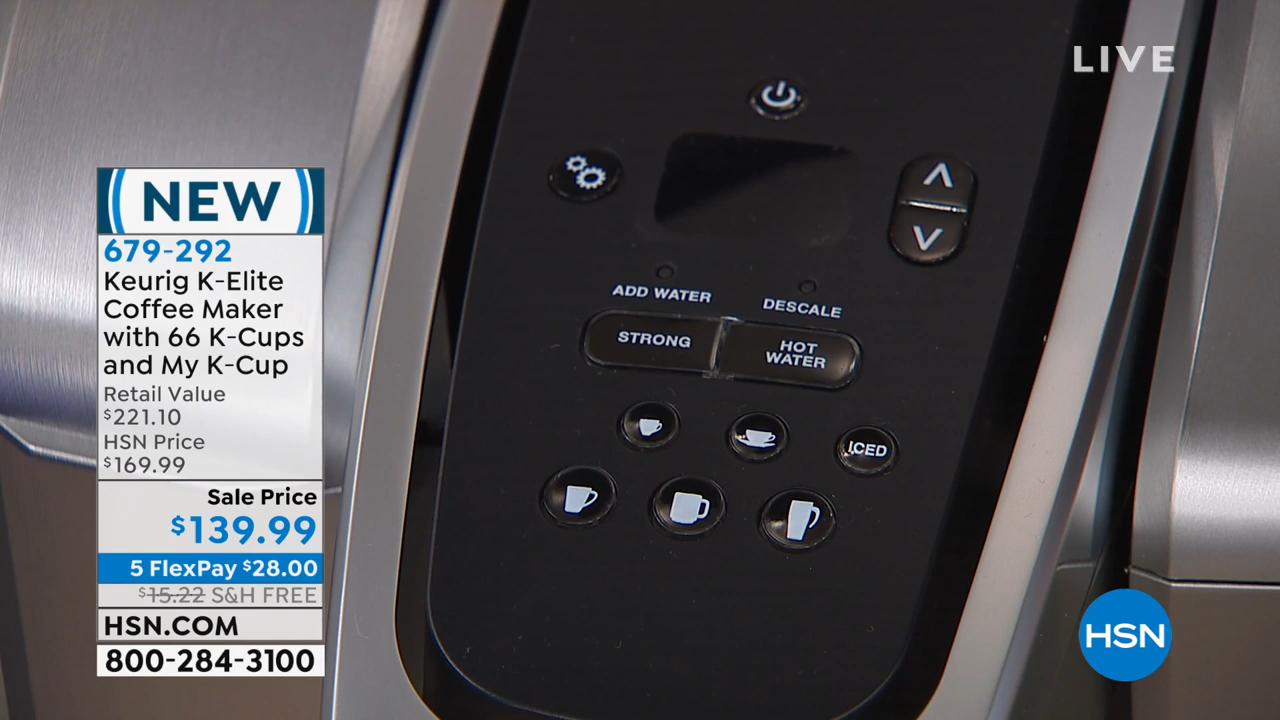 LIVE
NEW
679-292
Keurig K-Elite
Coffee Maker
with 66 K-Cups
and My K-Cup
Retail Value
$221.10
HSN Price
$169.99
Sale Price
$139.99
5 FlexPay $28.00
$15.22 S&H FREE
HSN.COM
800-284-3100
ADD WATER
DESCALE
STRONG
HOT
WATER
ICED
HSN